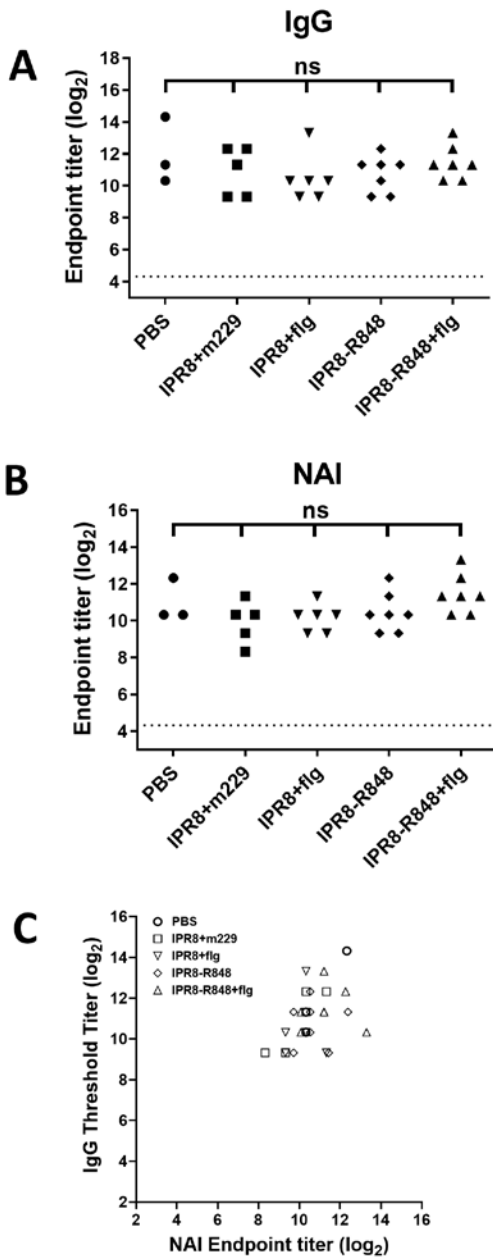 A
IgG
ns
Endpoint titer (log2)
18
16
14
12
10
8
6
4
PBS
IPR8+m229
IPR8+flg
IPR8-R848
IPR8-R848+flg
B
NAI
ns
Endpoint titer (log2)
16
14
12
10
8
6
4
PBS
IPR8+m229
IPR8+flg
IPR8-R848
IPR8-R848+flg
C
IgG Threshold Titer (log2)
16
14
12
10
8
6
4
2
PBS
IPR8+m229
IPR8+flg
IPR8-R848
IPR8-R848+flg
2 4 6 8 10 12 14 16
NAI Endpoint titer (log2)